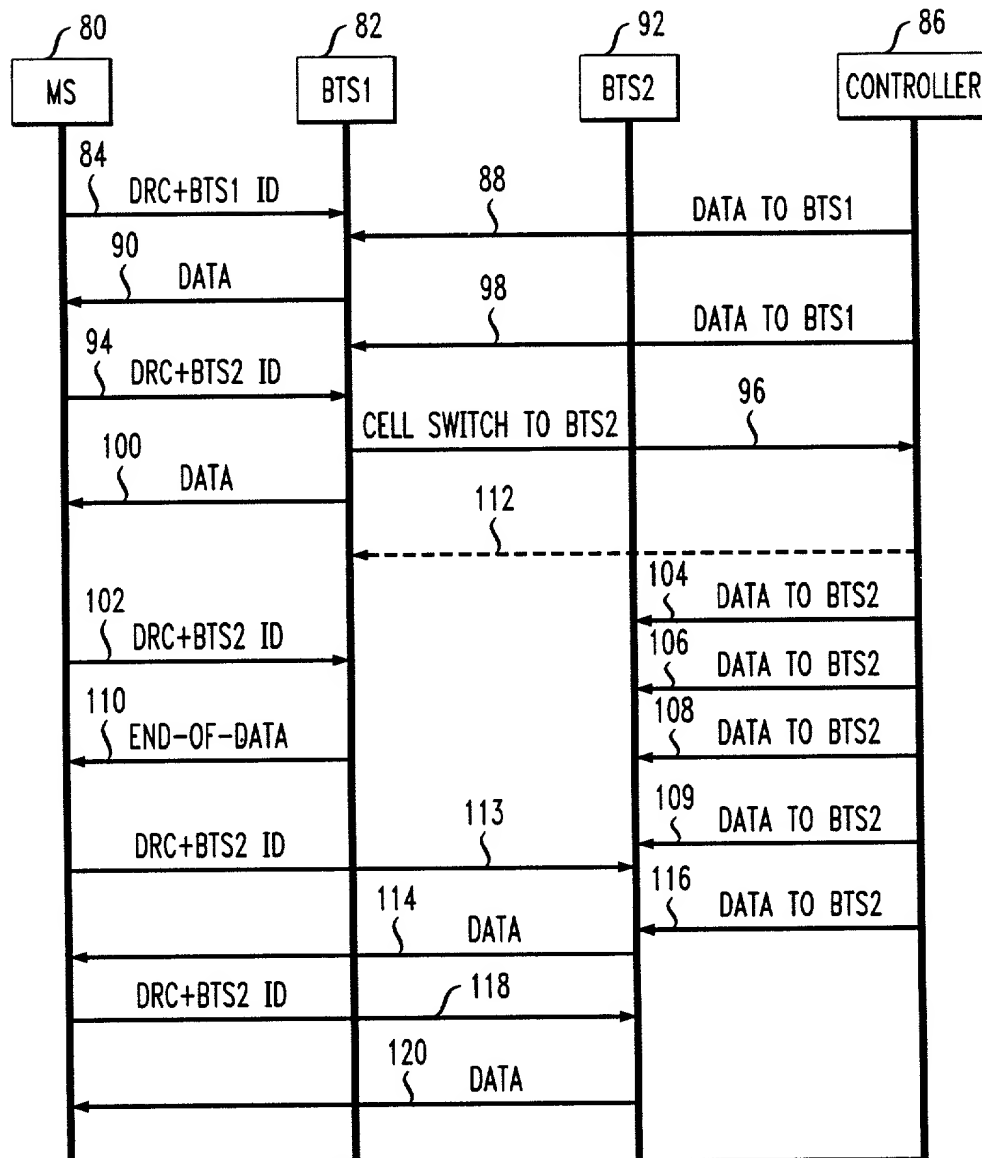 80 82 92 86
MS BTS1 BTS2 CONTROLLER
84 DRC+BTS1 ID
88 DATA TO BTS1
90 DATA
98 DATA TO BTS1
94 DRC+BTS2 ID
CELL SWITCH TO BTS2 96
100 DATA
112
104 DATA TO BTS2
102 DRC+BTS2 ID
106 DATA TO BTS2
110 END-OF-DATA
108 DATA TO BTS2
109 DATA TO BTS2
DRC+BTS2 ID 113
116 DATA TO BTS2
114 DATA
DRC+BTS2 ID 118
120 DATA